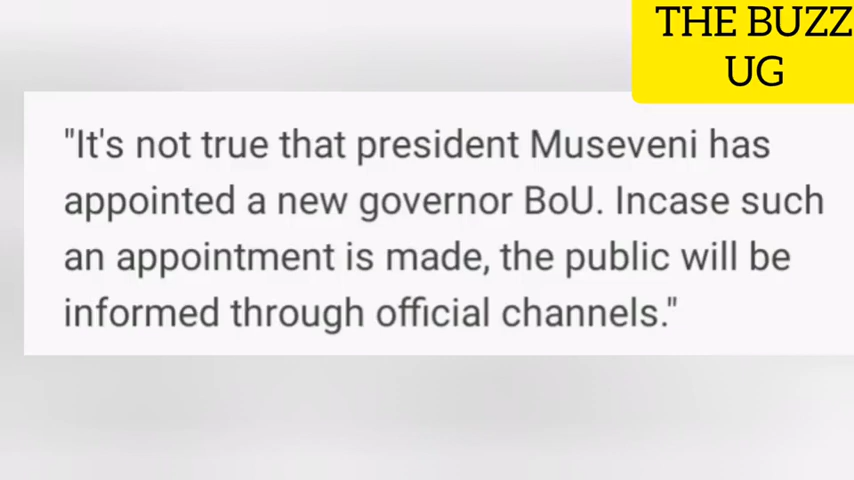 THE BUZZ
UG
"It's not true that president Museveni has
appointed a new governor BoU. Incase such
an appointment is made, the public will be
informed through official channels."